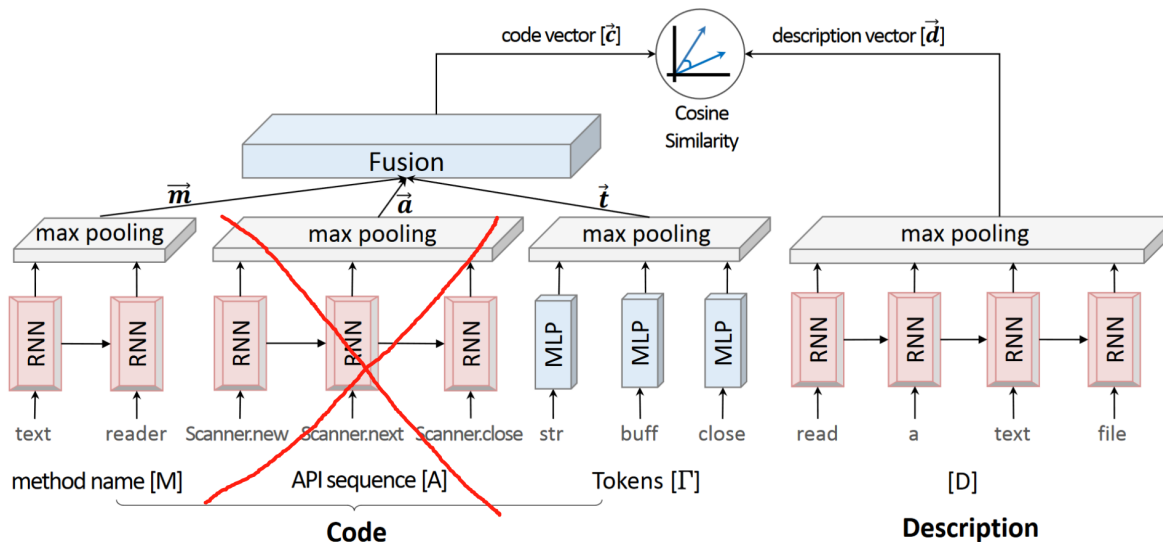 code vector [c⃗]
description vector [d⃗]
Cosine
Similarity
Fusion
m⃗
a⃗
t⃗
max pooling
max pooling
max pooling
max pooling
RNN
RNN
RNN
RNN
RNN
MLP
MLP
MLP
RNN
RNN
RNN
RNN
text
reader
Scanner.new
Scanner.next
Scanner.close
str
buff
close
read
a
text
file
method name [M]
API sequence [A]
Tokens [Γ]
[D]
Code
Description